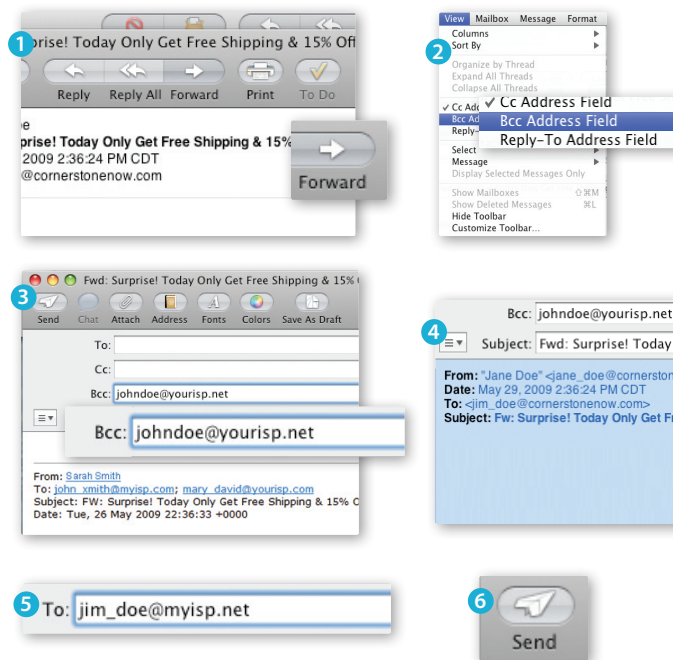 1
prise! Today Only Get Free Shipping & 15% Off
Reply Reply All Forward Print To Do
prise! Today Only Get Free Shipping & 15%
2009 2:36:24 PM CDT
@cornerstonenow.com
Forward
2
View Mailbox Message Format
Columns
Sort By
Organize by Thread
Expand All Threads
Collapse All Threads
✓ Cc Add
Bcc Ad
Reply-
✓ Cc Address Field
Bcc Address Field
Reply-To Address Field
Select
Message
Display Selected Messages Only
Show Mailboxes ⇧⌘M
Show Deleted Messages ⌘L
Hide Toolbar
Customize Toolbar...
3
Fwd: Surprise! Today Only Get Free Shipping & 15%
Send Chat Attach Address Fonts Colors Save As Draft
To:
Cc:
Bcc: johndoe@yourisp.net
Bcc: johndoe@yourisp.net
From: Sarah Smith
To: john_xmith@myisp.com; mary_david@yourisp.com
Subject: FW: Surprise! Today Only Get Free Shipping & 15% O
Date: Tue, 26 May 2009 22:36:33 +0000
4
Bcc: johndoe@yourisp.net
Subject: Fwd: Surprise! Today
From: "Jane Doe" <jane_doe@cornerston
Date: May 29, 2009 2:36:24 PM CDT
To: <jim_doe@cornerstonenow.com>
Subject: Fw: Surprise! Today Only Get Fr
5
To: jim_doe@myisp.net
6
Send